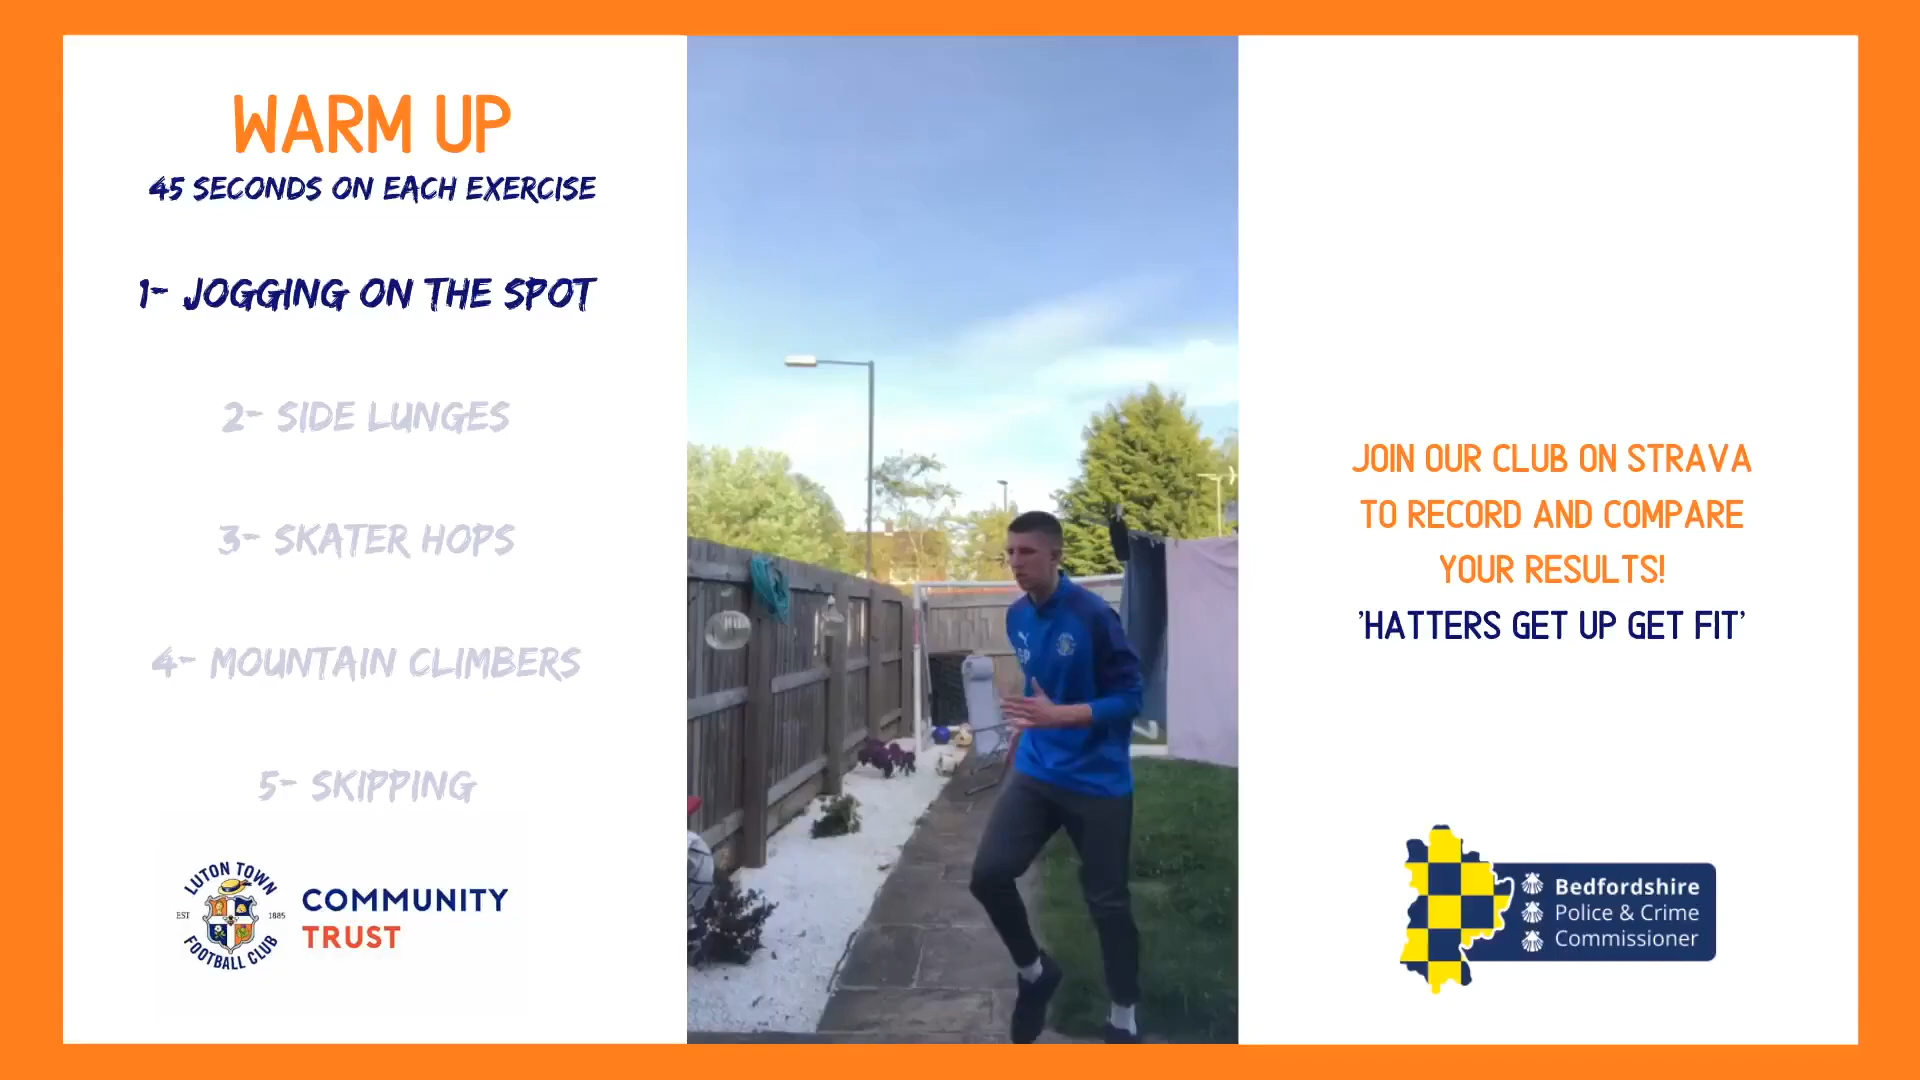 WARM UP
45 SECONDS ON EACH EXERCISE
1- JOGGING ON THE SPOT
2- SIDE LUNGES
3- SKATER HOPS
4- MOUNTAIN CLIMBERS
5- SKIPPING
LUTON TOWN
EST 1885
FOOTBALL CLUB
COMMUNITY
TRUST
JOIN OUR CLUB ON STRAVA
TO RECORD AND COMPARE
YOUR RESULTS!
'HATTERS GET UP GET FIT'
Bedfordshire
Police & Crime
Commissioner